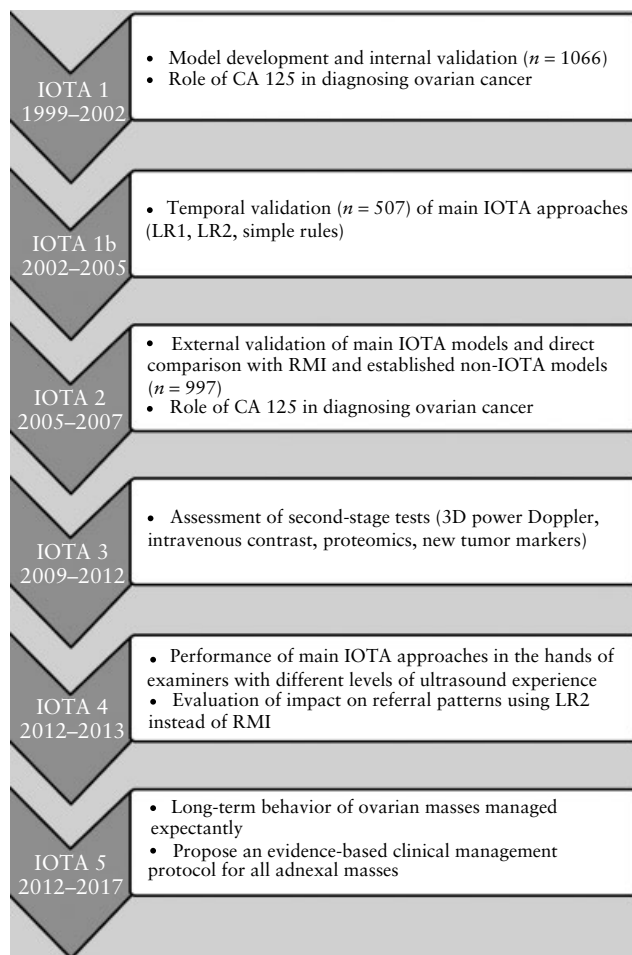 IOTA 1
1999–2002
• Model development and internal validation (n = 1066)
• Role of CA 125 in diagnosing ovarian cancer
IOTA 1b
2002–2005
• Temporal validation (n = 507) of main IOTA approaches
(LR1, LR2, simple rules)
IOTA 2
2005–2007
• External validation of main IOTA models and direct
comparison with RMI and established non-IOTA models
(n = 997)
• Role of CA 125 in diagnosing ovarian cancer
IOTA 3
2009–2012
• Assessment of second-stage tests (3D power Doppler,
intravenous contrast, proteomics, new tumor markers)
IOTA 4
2012–2013
• Performance of main IOTA approaches in the hands of
examiners with different levels of ultrasound experience
• Evaluation of impact on referral patterns using LR2
instead of RMI
IOTA 5
2012–2017
• Long-term behavior of ovarian masses managed
expectantly
• Propose an evidence-based clinical management
protocol for all adnexal masses